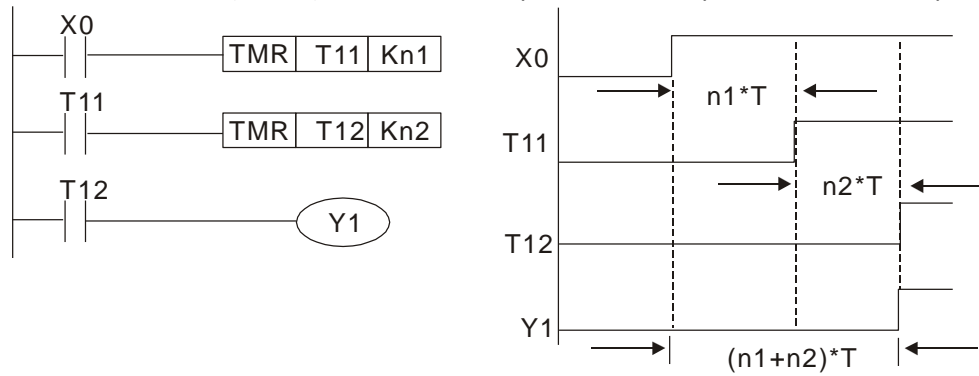 X0
TMR T11 Kn1
T11
TMR T12 Kn2
T12
Y1
X0
n1*T
T11
n2*T
T12
Y1
(n1+n2)*T